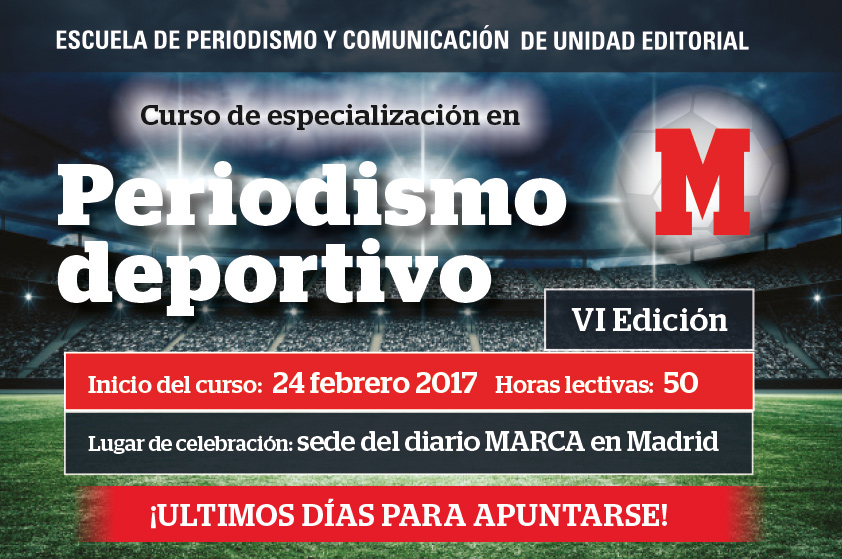 ESCUELA DE PERIODISMO Y COMUNICACIÓN DE UNIDAD EDITORIAL
Curso de especialización en
Periodismo
deportivo
M
VI Edición
Inicio del curso: 24 febrero 2017 Horas lectivas: 50
Lugar de celebración: sede del diario MARCA en Madrid
¡ULTIMOS DÍAS PARA APUNTARSE!